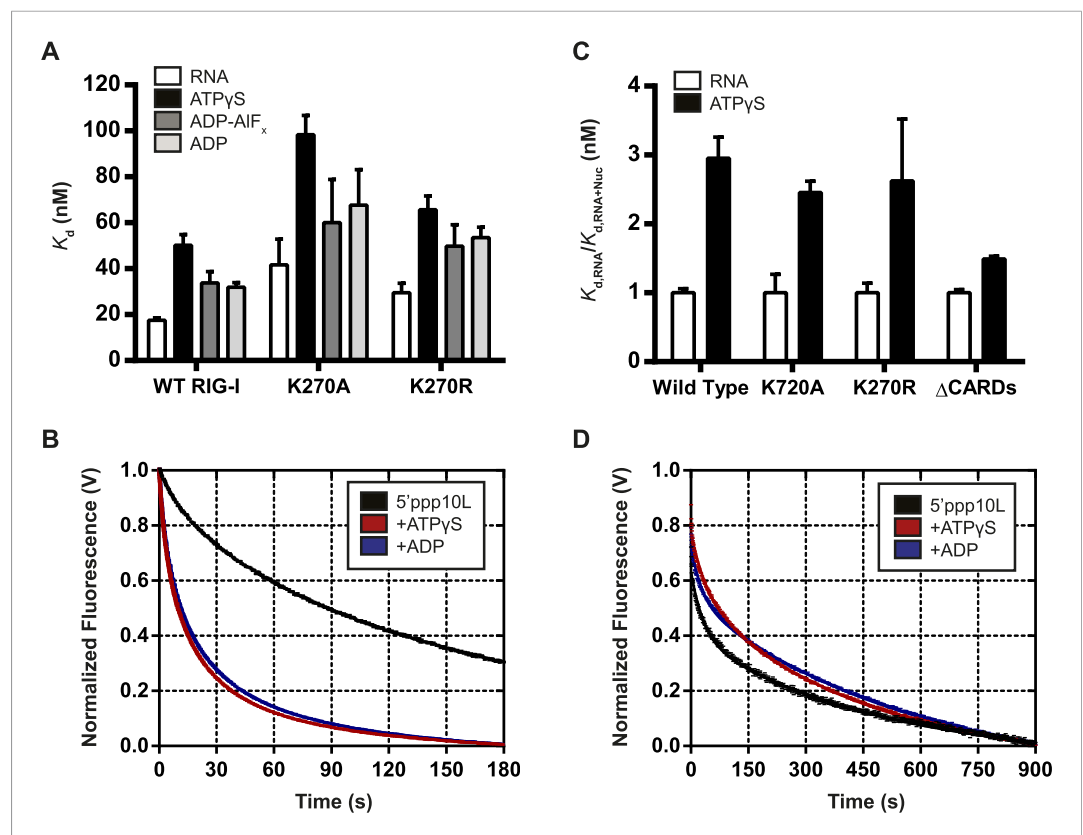 A
RNA
ATPγS
ADP-AlFx
ADP
120
100
80
60
40
20
0
Kd (nM)
WT RIG-I
K270A
K270R
C
RNA
ATPγS
4
3
2
1
0
Kd,RNA/Kd,RNA+Nuc (nM)
Wild Type
K720A
K270R
ΔCARDs
B
5'ppp10L
+ATPγS
+ADP
1.0
0.8
0.6
0.4
0.2
0.0
Normalized Fluorescence (V)
0
30
60
90
120
150
180
Time (s)
D
5'ppp10L
+ATPγS
+ADP
1.0
0.8
0.6
0.4
0.2
0.0
Normalized Fluorescence (V)
0
150
300
450
600
750
900
Time (s)